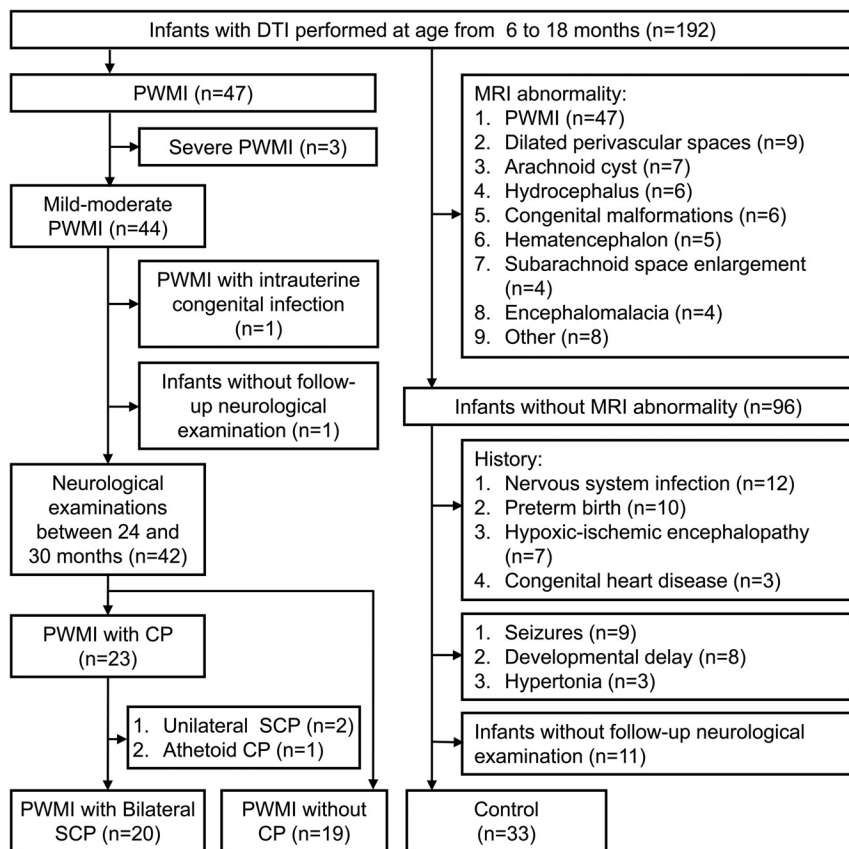 Infants with DTI performed at age from 6 to 18 months (n=192)
PWMI (n=47)
Severe PWMI (n=3)
Mild-moderate
PWMI (n=44)
PWMI with intrauterine
congenital infection
(n=1)
Infants without follow-
up neurological
examination (n=1)
Neurological
examinations
between 24 and
30 months (n=42)
PWMI with CP
(n=23)
1. Unilateral SCP (n=2)
2. Athetoid CP (n=1)
PWMI with Bilateral
SCP (n=20)
PWMI without
CP (n=19)
MRI abnormality:
1. PWMI (n=47)
2. Dilated perivascular spaces (n=9)
3. Arachnoid cyst (n=7)
4. Hydrocephalus (n=6)
5. Congenital malformations (n=6)
6. Hematencephalon (n=5)
7. Subarachnoid space enlargement
(n=4)
8. Encephalomalacia (n=4)
9. Other (n=8)
Infants without MRI abnormality (n=96)
History:
1. Nervous system infection (n=12)
2. Preterm birth (n=10)
3. Hypoxic-ischemic encephalopathy
(n=7)
4. Congenital heart disease (n=3)
1. Seizures (n=9)
2. Developmental delay (n=8)
3. Hypertonia (n=3)
Infants without follow-up neurological
examination (n=11)
Control
(n=33)